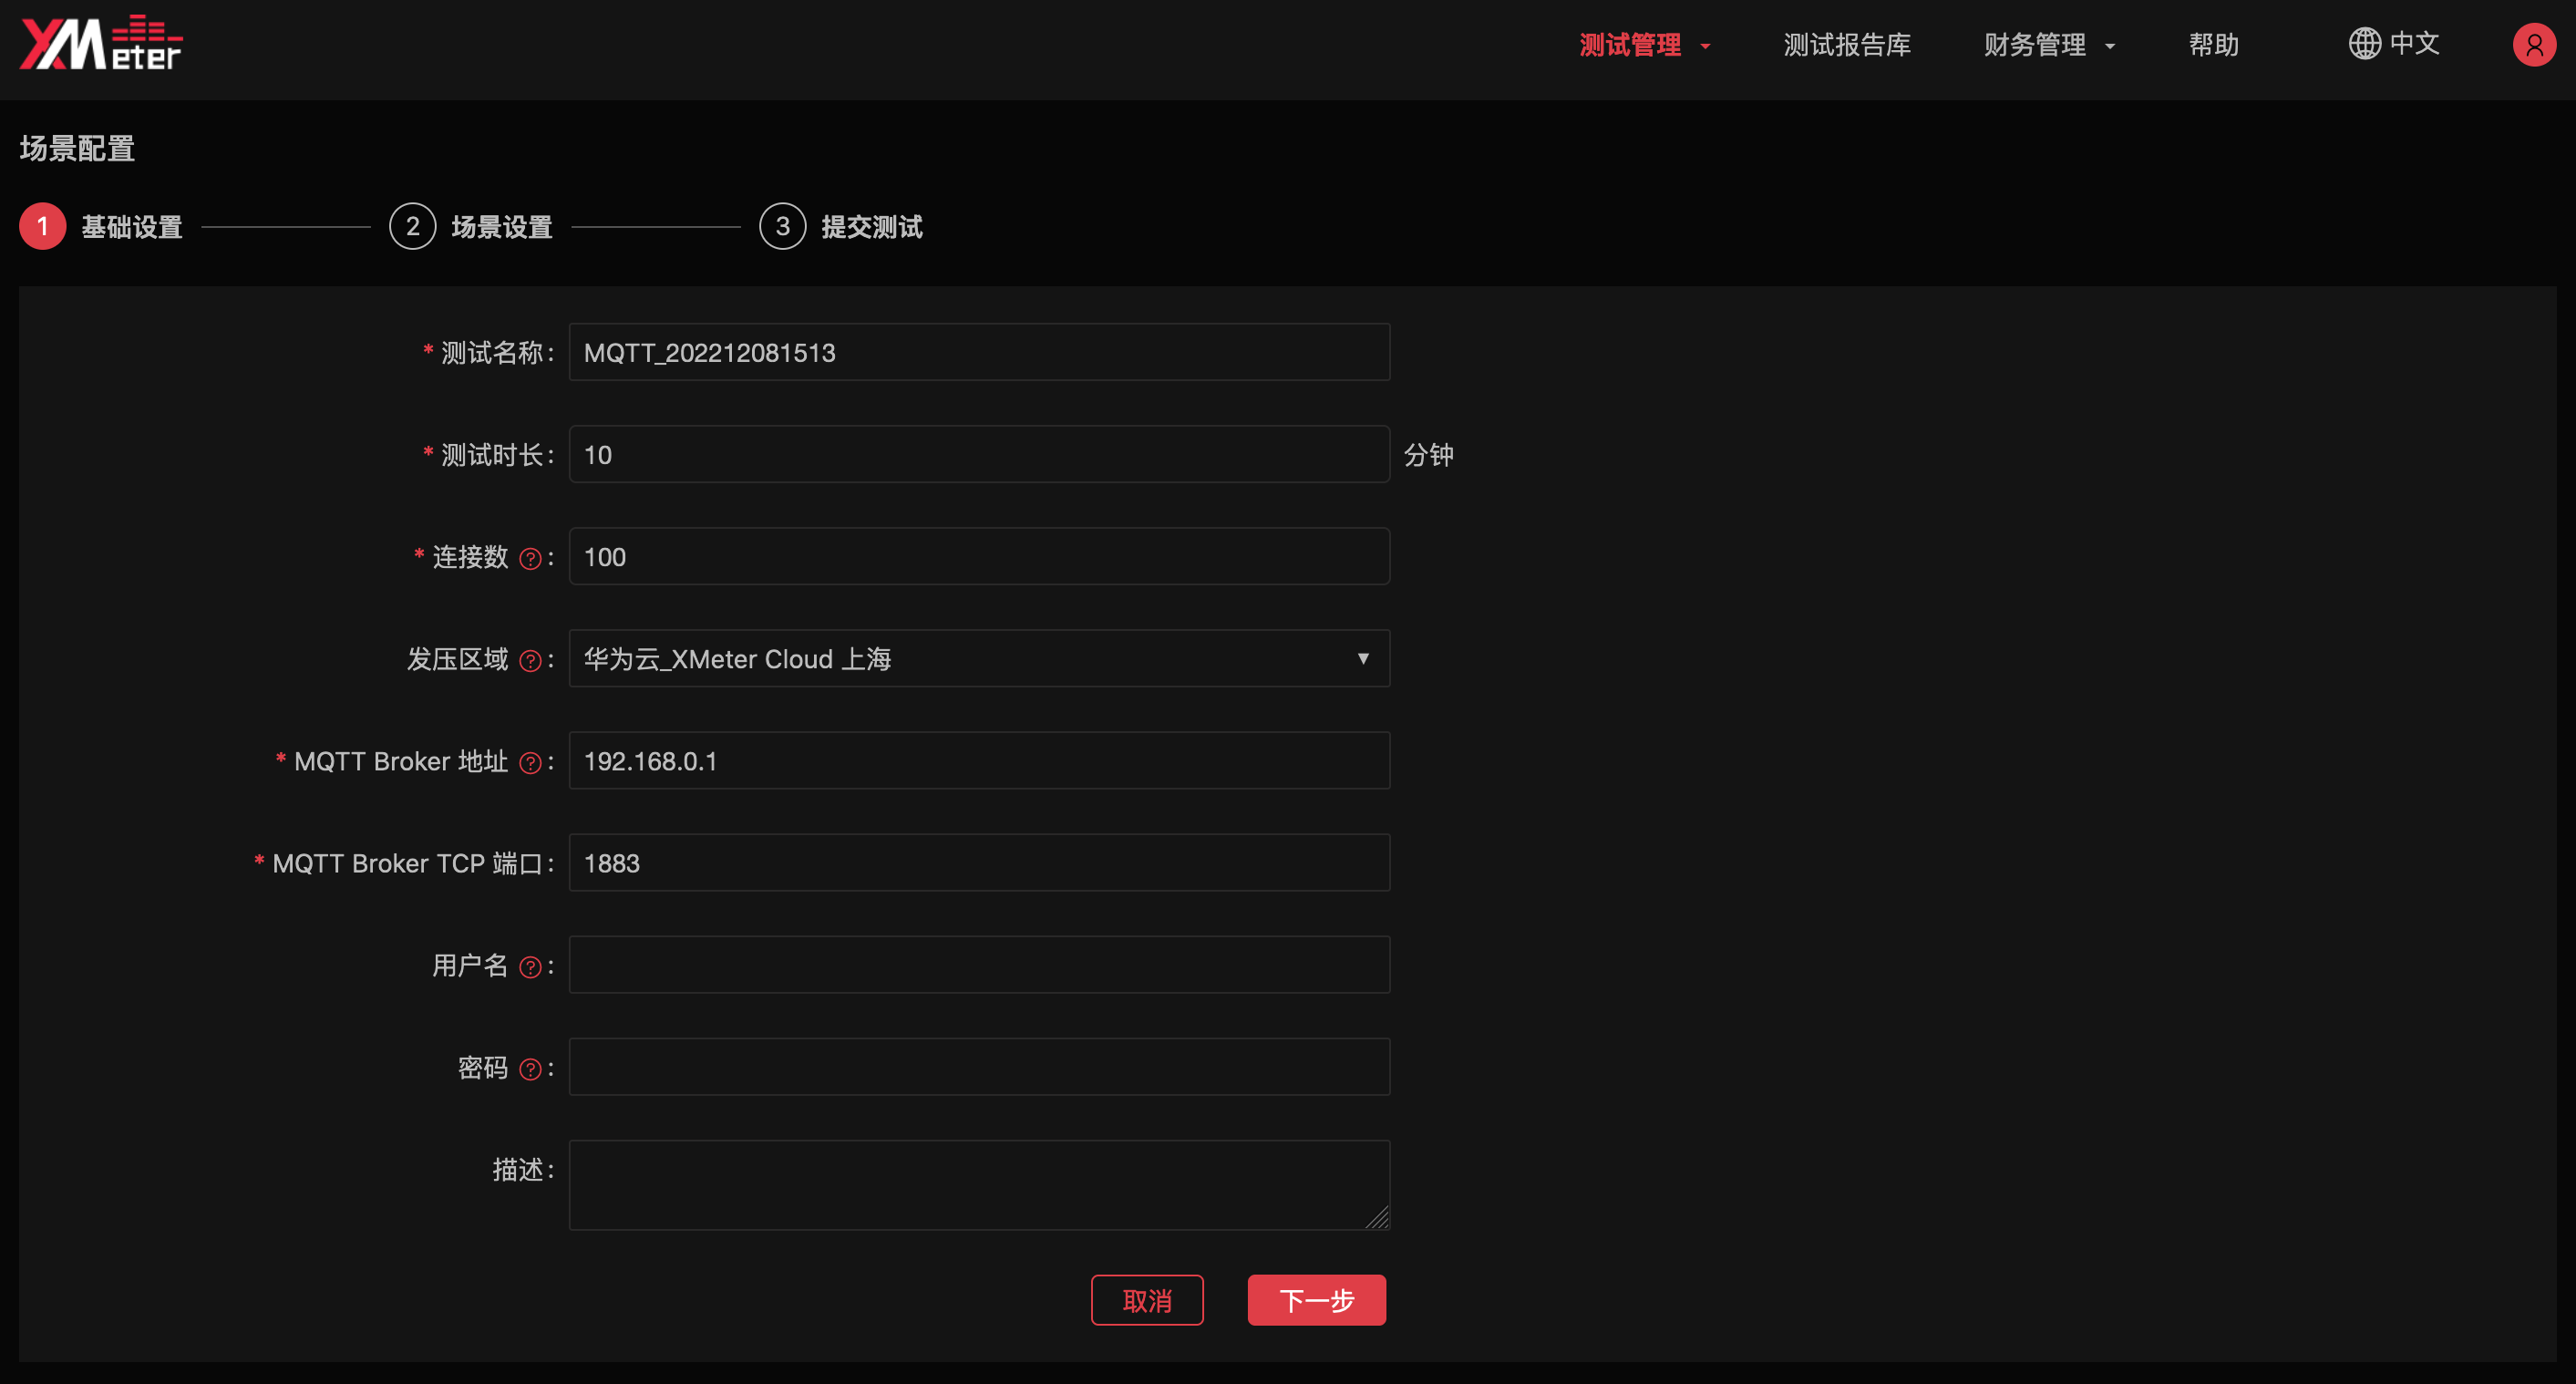 XMeter
测试管理 测试报告库 财务管理 帮助 中文
场景配置
1 基础设置 2 场景设置 3 提交测试
* 测试名称: MQTT_202212081513
* 测试时长: 10 分钟
* 连接数 ?: 100
发压区域 ?: 华为云_XMeter Cloud 上海
* MQTT Broker 地址 ?: 192.168.0.1
* MQTT Broker TCP 端口: 1883
用户名 ?:
密码 ?:
描述:
取消 下一步